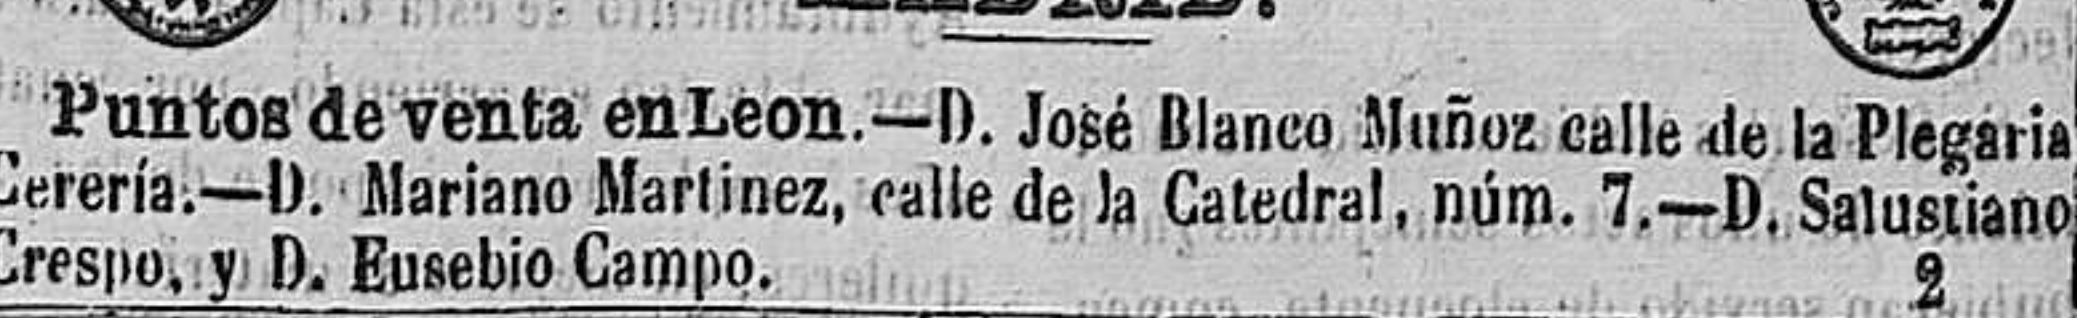 MADRID.
Puntos de venta en Leon.—D. José Blanco Muñoz calle de la Plegaria
Cerería.—D. Mariano Martinez, calle de la Catedral, núm. 7.—D. Salustiano
Crespo, y D. Eusebio Campo.
2